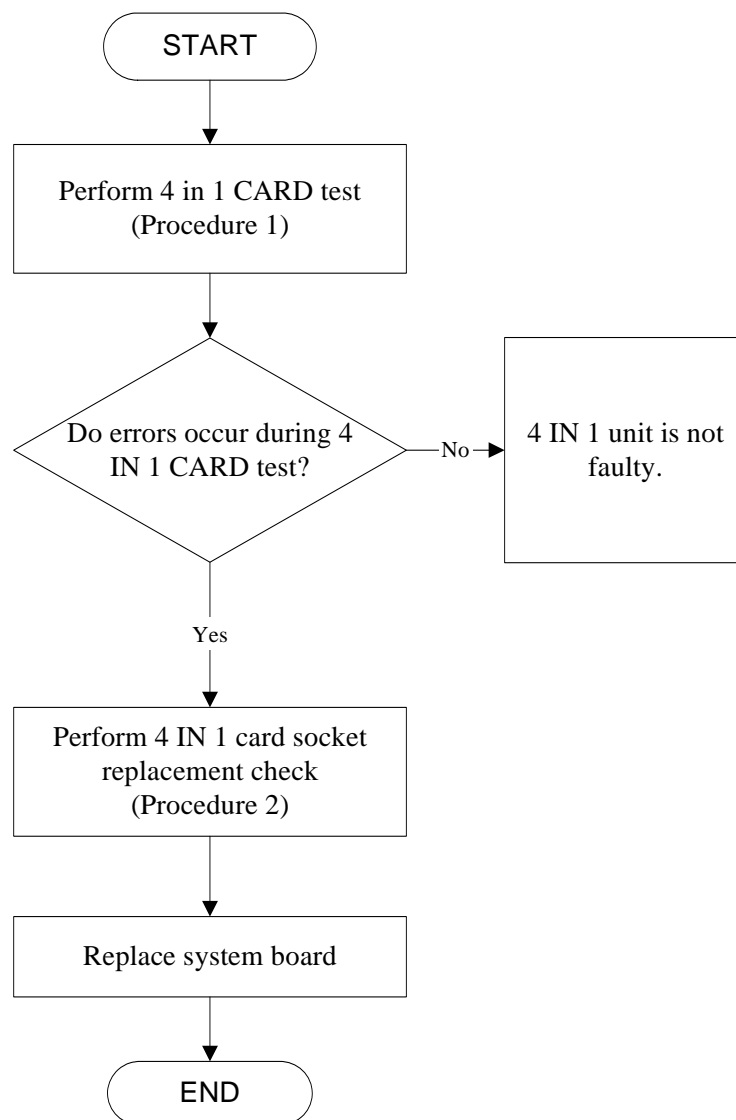 START
Perform 4 in 1 CARD test
(Procedure 1)
Do errors occur during 4
IN 1 CARD test?
No
4 IN 1 unit is not
faulty.
Yes
Perform 4 IN 1 card socket
replacement check
(Procedure 2)
Replace system board
END